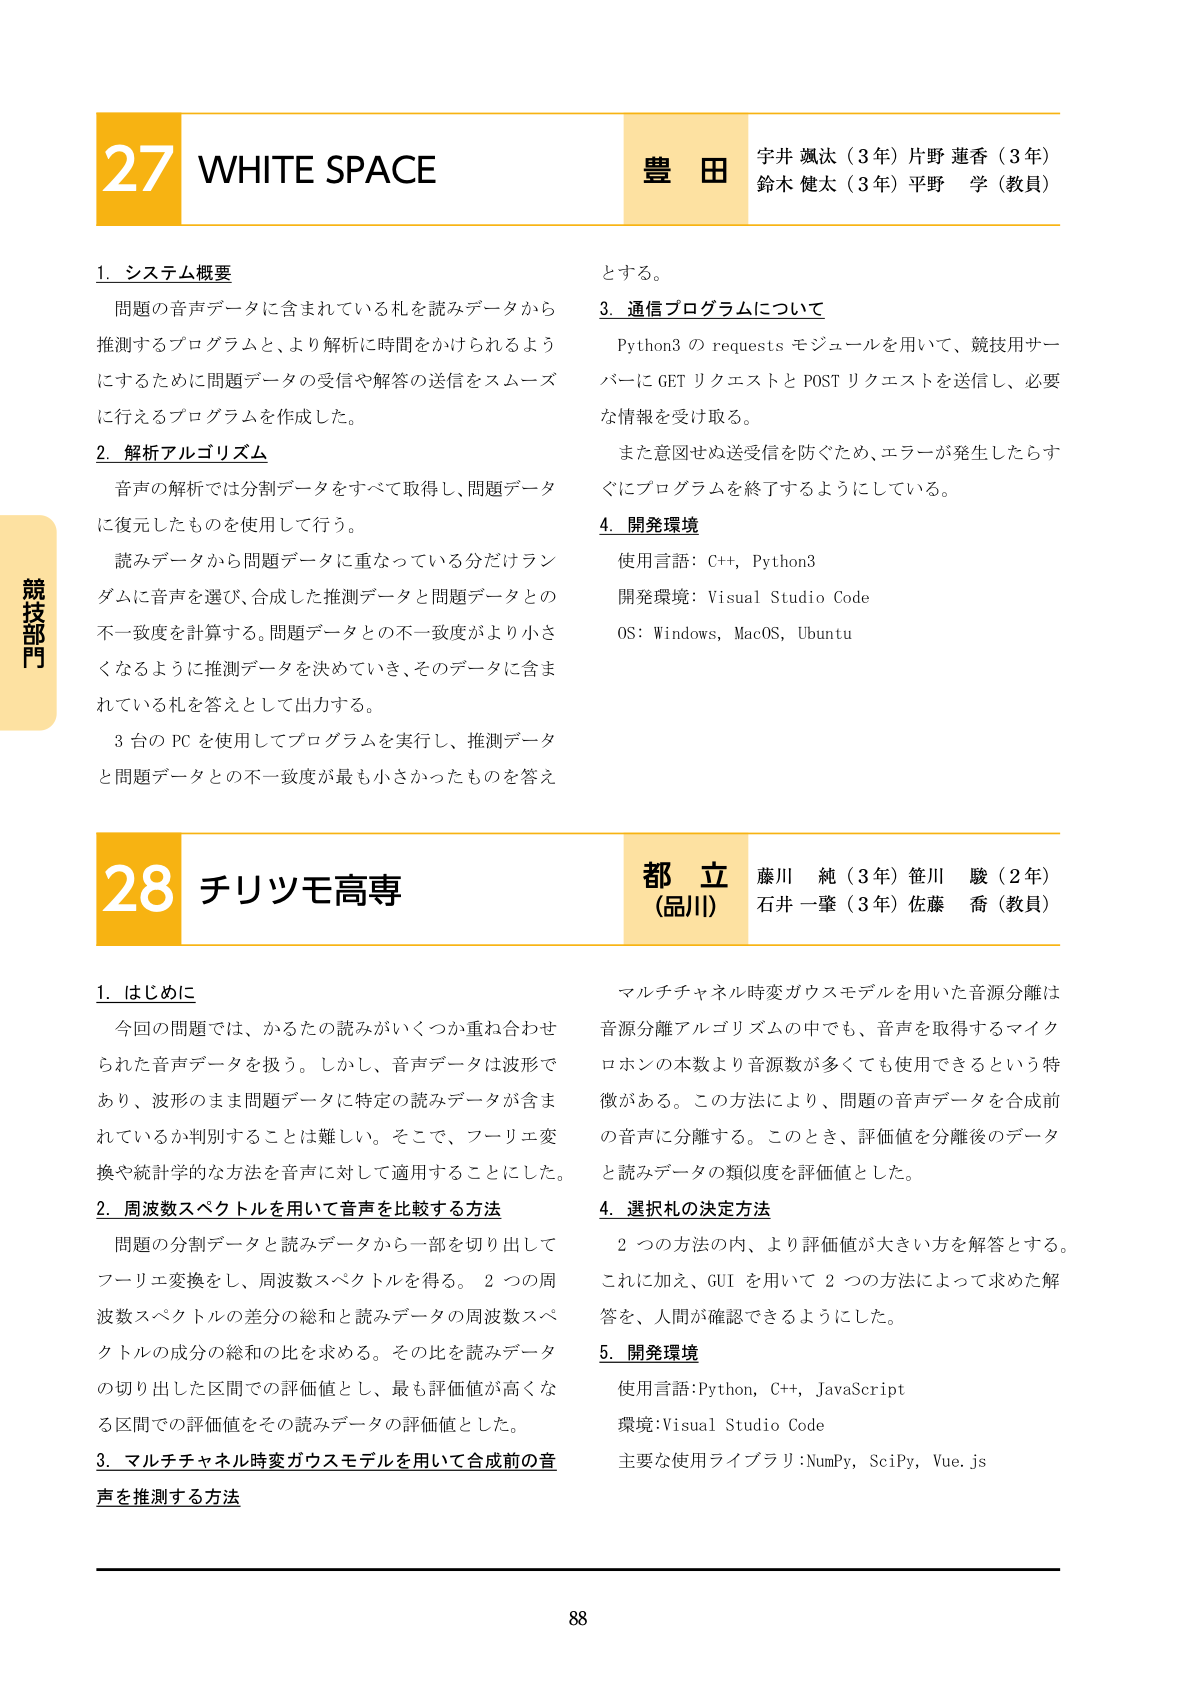 27 WHITE SPACE
豊　田
宇井 颯汰（３年）片野 蓮香（３年）
鈴木 健太（３年）平野　 学（教員）
1. システム概要
問題の音声データに含まれている札を読みデータから
推測するプログラムと、より解析に時間をかけられるよう
にするために問題データの受信や解答の送信をスムーズ
に行えるプログラムを作成した。
2. 解析アルゴリズム
音声の解析では分割データをすべて取得し、問題データ
に復元したものを使用して行う。
読みデータから問題データに重なっている分だけラン
ダムに音声を選び、合成した推測データと問題データとの
不一致度を計算する。問題データとの不一致度がより小さ
くなるように推測データを決めていき、そのデータに含ま
れている札を答えとして出力する。
3 台の PC を使用してプログラムを実行し、推測データ
と問題データとの不一致度が最も小さかったものを答え
とする。
3. 通信プログラムについて
Python3 の requests モジュールを用いて、競技用サー
バーに GET リクエストと POST リクエストを送信し、必要
な情報を受け取る。
また意図せぬ送受信を防ぐため、エラーが発生したらす
ぐにプログラムを終了するようにしている。
4. 開発環境
使用言語: C++, Python3
開発環境: Visual Studio Code
OS: Windows, MacOS, Ubuntu
競技部門
28 チリツモ高専
都　立
（品川）
藤川　 純（３年）笹川　 駿（２年）
石井 一肇（３年）佐藤　 喬（教員）
1. はじめに
今回の問題では、かるたの読みがいくつか重ね合わせ
られた音声データを扱う。しかし、音声データは波形で
あり、波形のまま問題データに特定の読みデータが含ま
れているか判別することは難しい。そこで、フーリエ変
換や統計学的な方法を音声に対して適用することにした。
2. 周波数スペクトルを用いて音声を比較する方法
問題の分割データと読みデータから一部を切り出して
フーリエ変換をし、周波数スペクトルを得る。 2 つの周
波数スペクトルの差分の総和と読みデータの周波数スペ
クトルの成分の総和の比を求める。その比を読みデータ
の切り出した区間での評価値とし、最も評価値が高くな
る区間での評価値をその読みデータの評価値とした。
3. マルチチャネル時変ガウスモデルを用いて合成前の音
声を推測する方法
マルチチャネル時変ガウスモデルを用いた音源分離は
音源分離アルゴリズムの中でも、音声を取得するマイク
ロホンの本数より音源数が多くても使用できるという特
徴がある。この方法により、問題の音声データを合成前
の音声に分離する。このとき、評価値を分離後のデータ
と読みデータの類似度を評価値とした。
4. 選択札の決定方法
2 つの方法の内、より評価値が大きい方を解答とする。
これに加え、GUI を用いて 2 つの方法によって求めた解
答を、人間が確認できるようにした。
5. 開発環境
使用言語:Python, C++, JavaScript
環境:Visual Studio Code
主要な使用ライブラリ:NumPy, SciPy, Vue.js
88